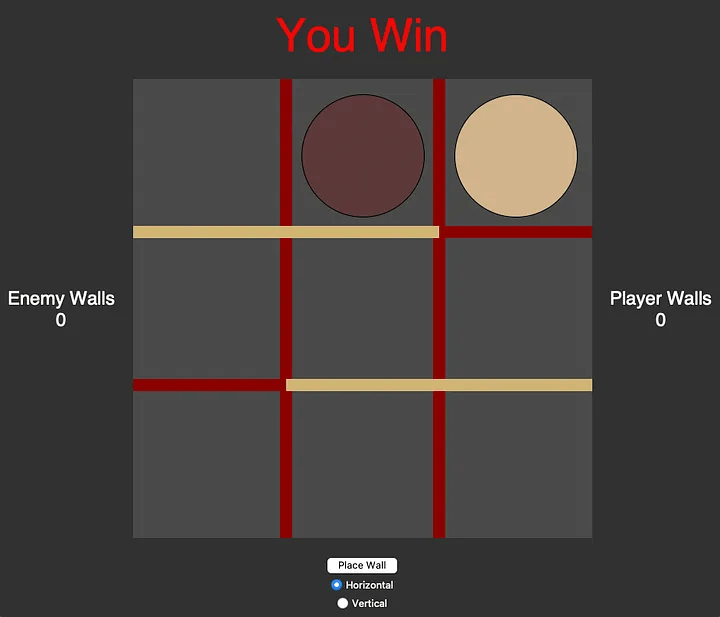 You Win
Enemy Walls
0
Player Walls
0
Place Wall
Horizontal
Vertical